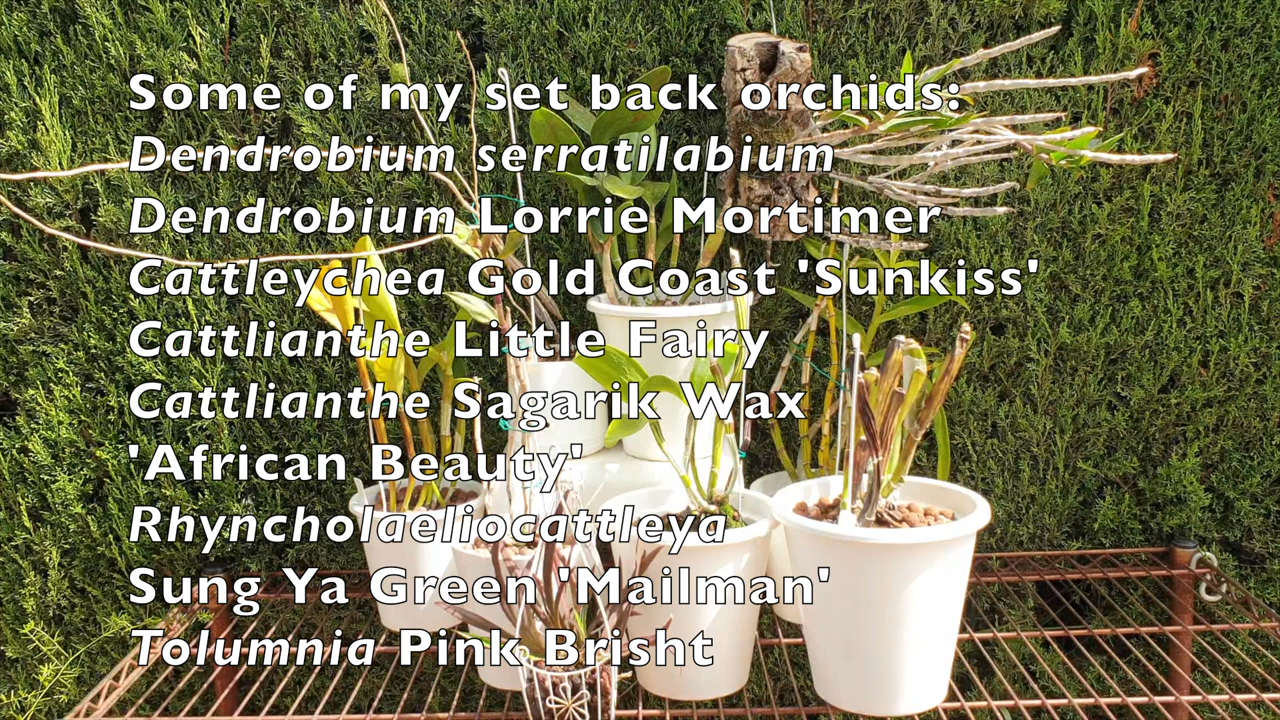 Some of my set back orchids:
Dendrobium serratilabium
Dendrobium Lorrie Mortimer
Cattleychea Gold Coast 'Sunkiss'
Cattlianthe Little Fairy
Cattlianthe Sagarik Wax
'African Beauty'
Rhyncholaeliocattleya
Sung Ya Green 'Mailman'
Tolumnia Pink Brisht